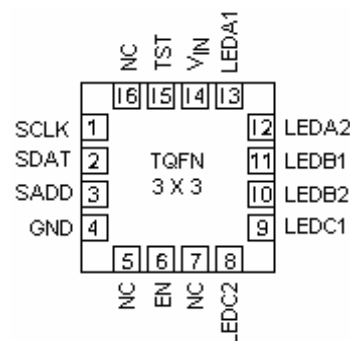 NC TST VIN LEDA1
16 15 14 13
SCLK 1 12 LEDA2
SDAT 2 TQFN 11 LEDB1
SADD 3 3 X 3 10 LEDB2
GND 4 9 LEDC1
5 6 7 8
NC EN NC LEDC2